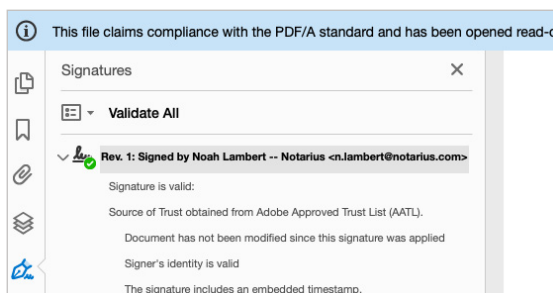 This file claims compliance with the PDF/A standard and has been opened read-o
Signatures
Validate All
Rev. 1: Signed by Noah Lambert -- Notarius <n.lambert@notarius.com>
Signature is valid:
Source of Trust obtained from Adobe Approved Trust List (AATL).
Document has not been modified since this signature was applied
Signer's identity is valid
The signature includes an embedded timestamp.